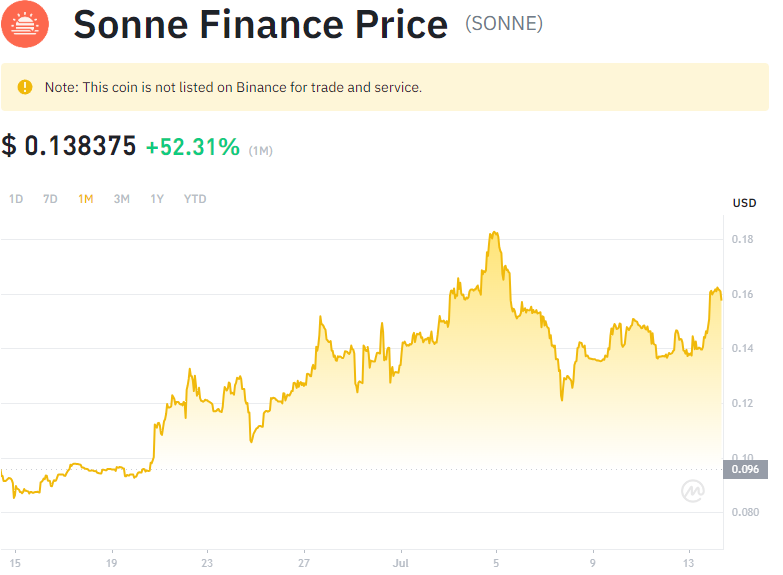 Sonne Finance Price (SONNE)
Note: This coin is not listed on Binance for trade and service.
$ 0.138375 +52.31% (1M)
1D 7D 1M 3M 1Y YTD
USD
0.18
0.16
0.14
0.12
0.10
0.096
0.080
15 19 23 27 Jul 5 9 13